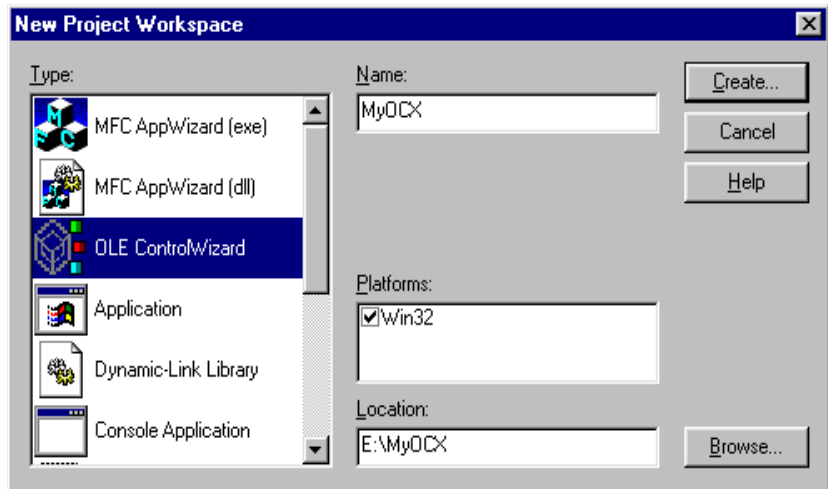 New Project Workspace
Type:
MFC AppWizard (exe)
MFC AppWizard (dll)
OLE ControlWizard
Application
Dynamic-Link Library
Console Application
Name:
MyOCX
Platforms:
Win32
Location:
E:\MyOCX
Create...
Cancel
Help
Browse...